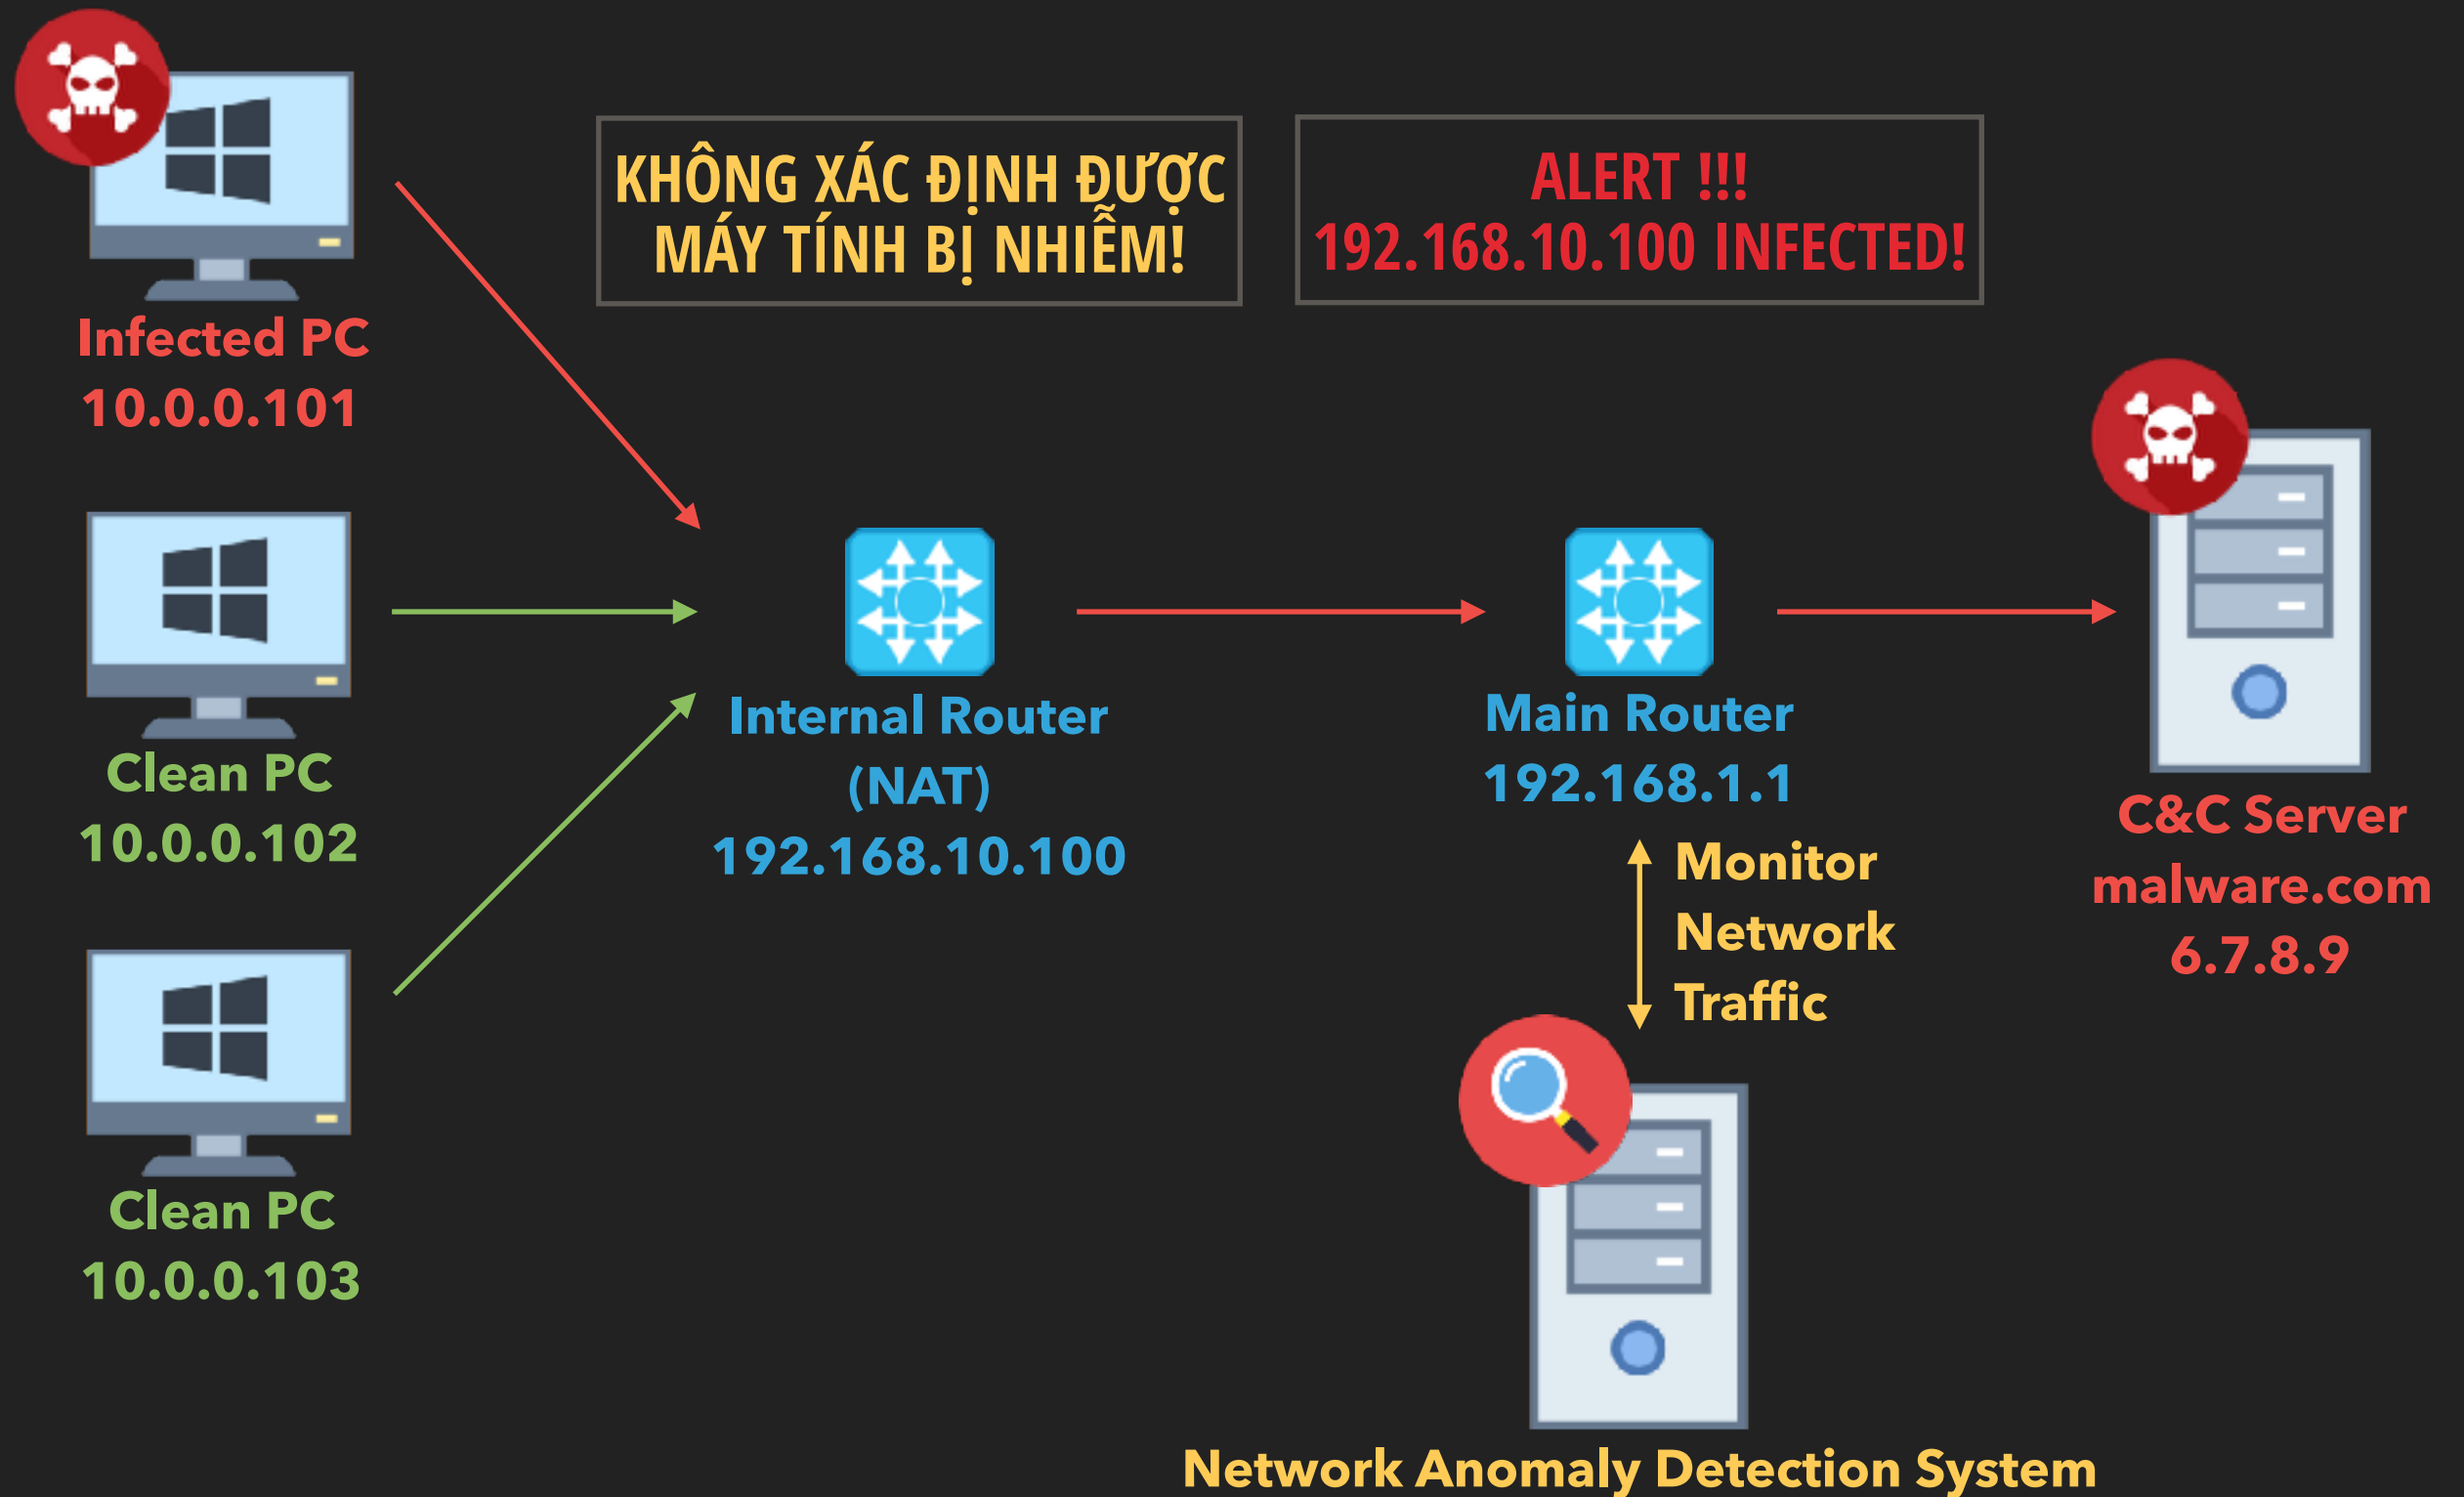 KHÔNG XÁC ĐỊNH ĐƯỢC
MÁY TÍNH BỊ NHIỄM!
ALERT !!!
192.168.10.100 INFECTED!
Infected PC
10.0.0.101
Clean PC
10.0.0.102
Clean PC
10.0.0.103
Internal Router
(NAT)
192.168.10.100
Main Router
192.168.1.1
Monitor
Network
Traffic
C&C Server
malware.com
6.7.8.9
Network Anomaly Detection System